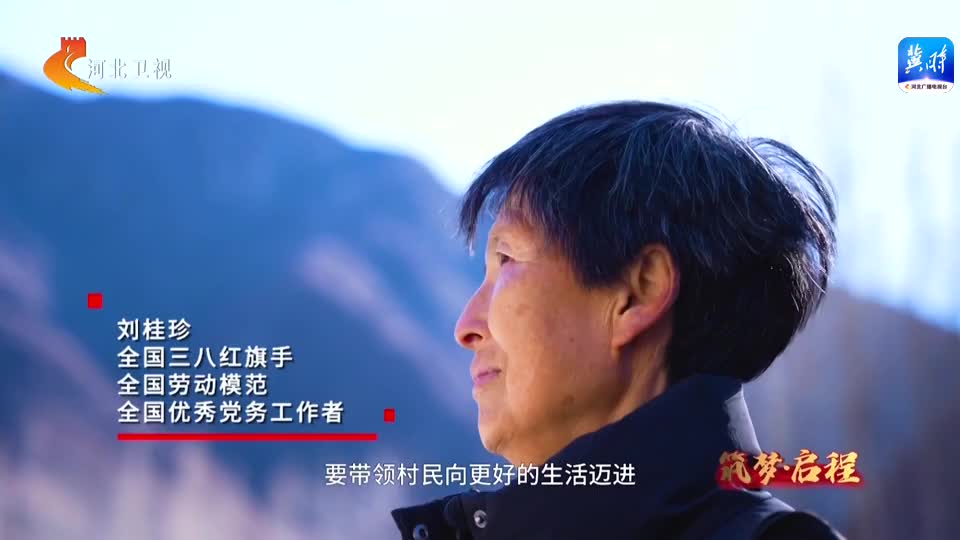 河北卫视
冀时
河北广播电视台
刘桂珍
全国三八红旗手
全国劳动模范
全国优秀党务工作者
要带领村民向更好的生活迈进
筑梦·启程